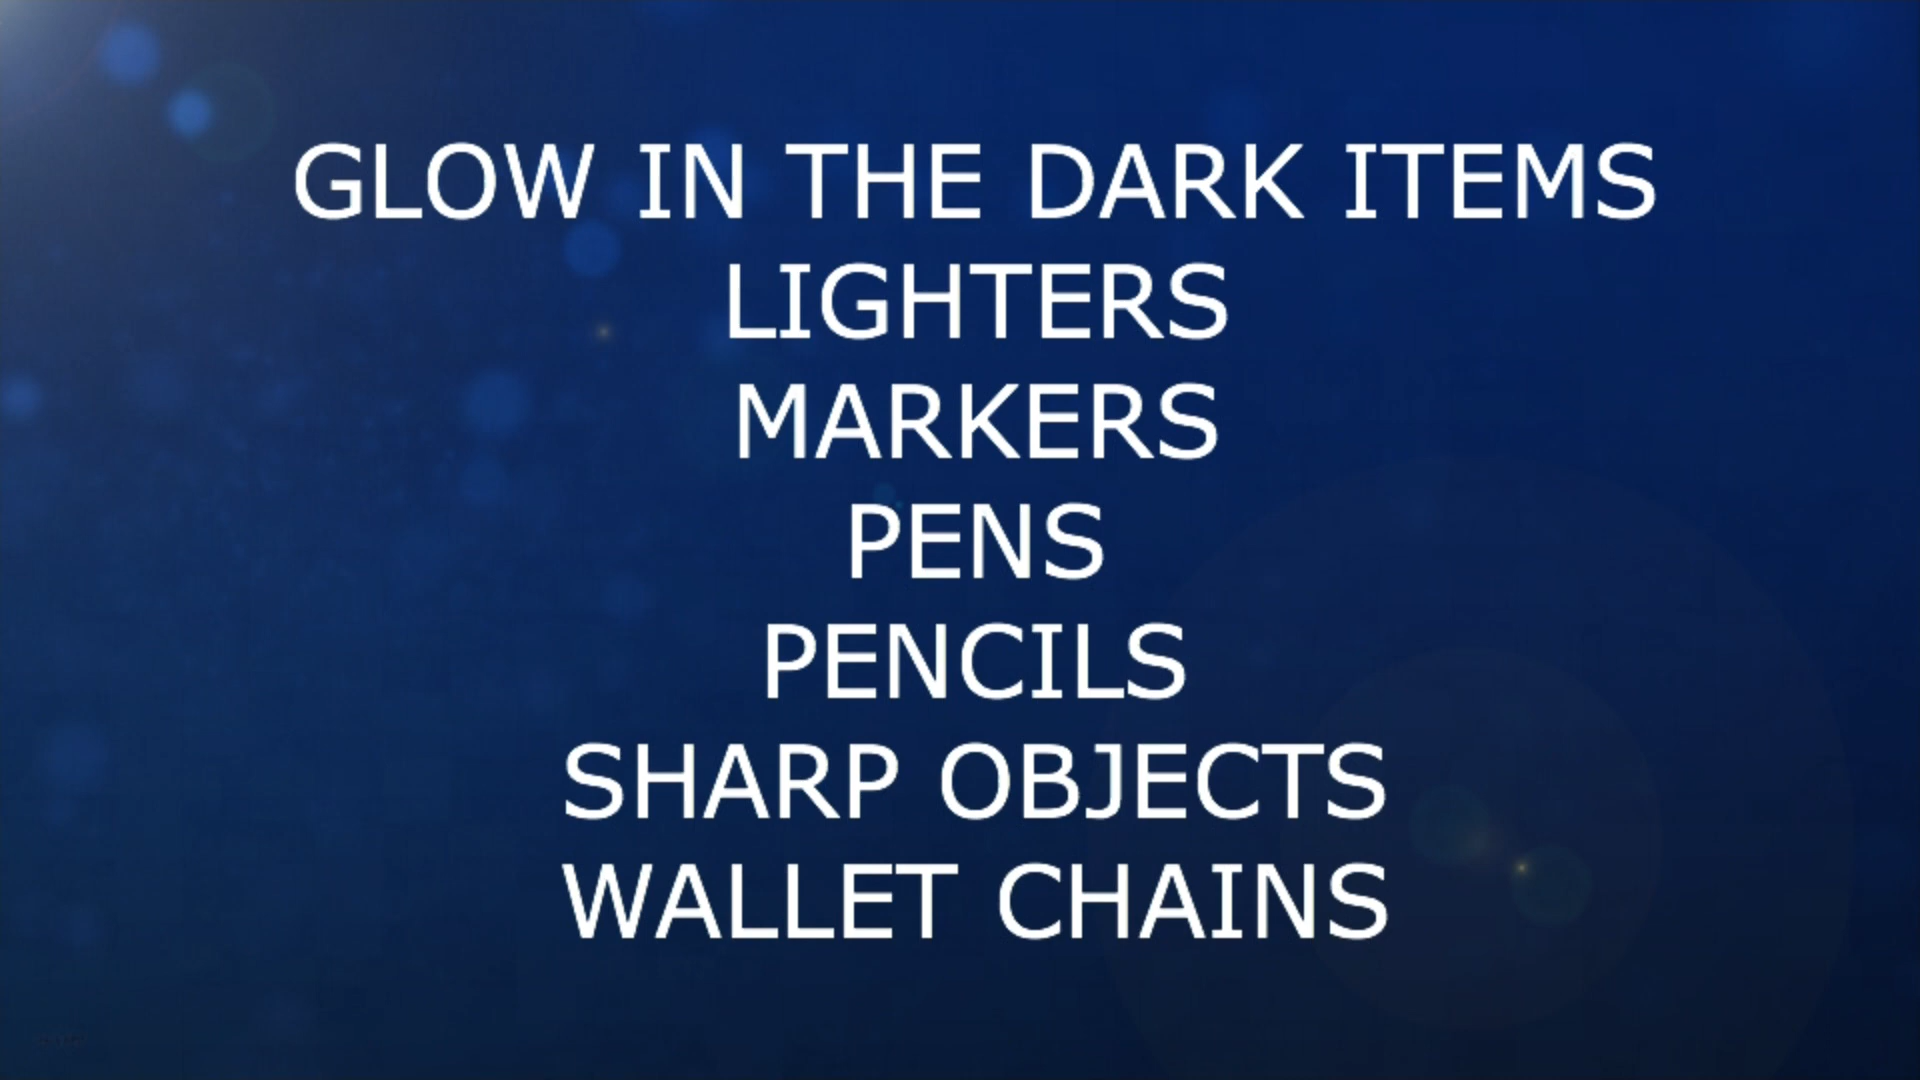 GLOW IN THE DARK ITEMS
LIGHTERS
MARKERS
PENS
PENCILS
SHARP OBJECTS
WALLET CHAINS